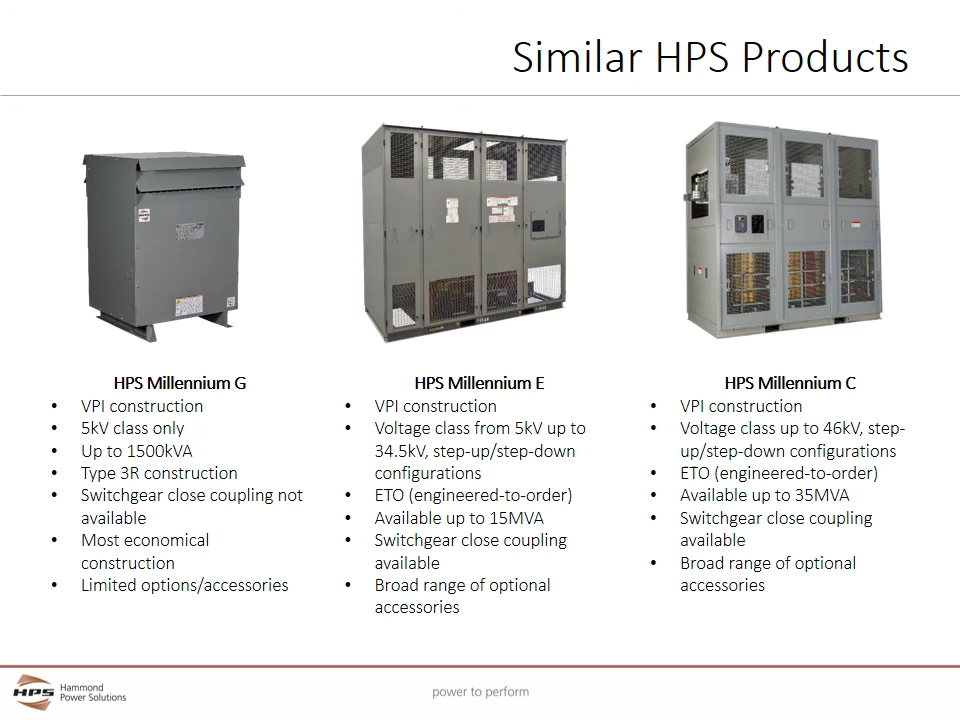 Similar HPS Products
HPS Millennium G
• VPI construction
• 5kV class only
• Up to 1500kVA
• Type 3R construction
• Switchgear close coupling not
available
• Most economical
construction
• Limited options/accessories
HPS Millennium E
• VPI construction
• Voltage class from 5kV up to
34.5kV, step-up/step-down
configurations
• ETO (engineered-to-order)
• Available up to 15MVA
• Switchgear close coupling
available
• Broad range of optional
accessories
HPS Millennium C
• VPI construction
• Voltage class up to 46kV, step-
up/step-down configurations
• ETO (engineered-to-order)
• Available up to 35MVA
• Switchgear close coupling
available
• Broad range of optional
accessories
HPS
Hammond
Power Solutions
power to perform